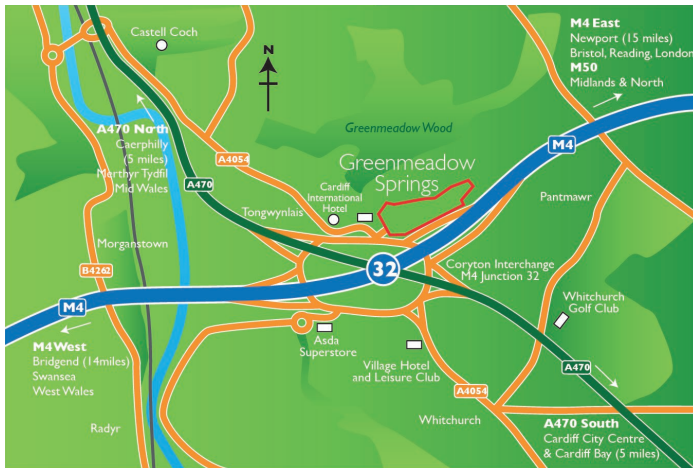 M4 East
Newport (15 miles)
Bristol, Reading, London
M50
Midlands & North
Castell Coch
N
A470 North
Caerphilly
(5 miles)
Merthyr Tydfil
Mid Wales
Greenmeadow Wood
M4
A4054
Greenmeadow
Springs
A470
Cardiff
International
Hotel
Pantmawr
Tongwynlais
Morganstown
B4262
32
Coryton Interchange
M4 Junction 32
M4
Whitchurch
Golf Club
M4 West
Bridgend (14miles)
Swansea
West Wales
Asda
Superstore
Village Hotel
and Leisure Club
A470
A4054
Radyr
Whitchurch
A470 South
Cardiff City Centre
& Cardiff Bay (5 miles)